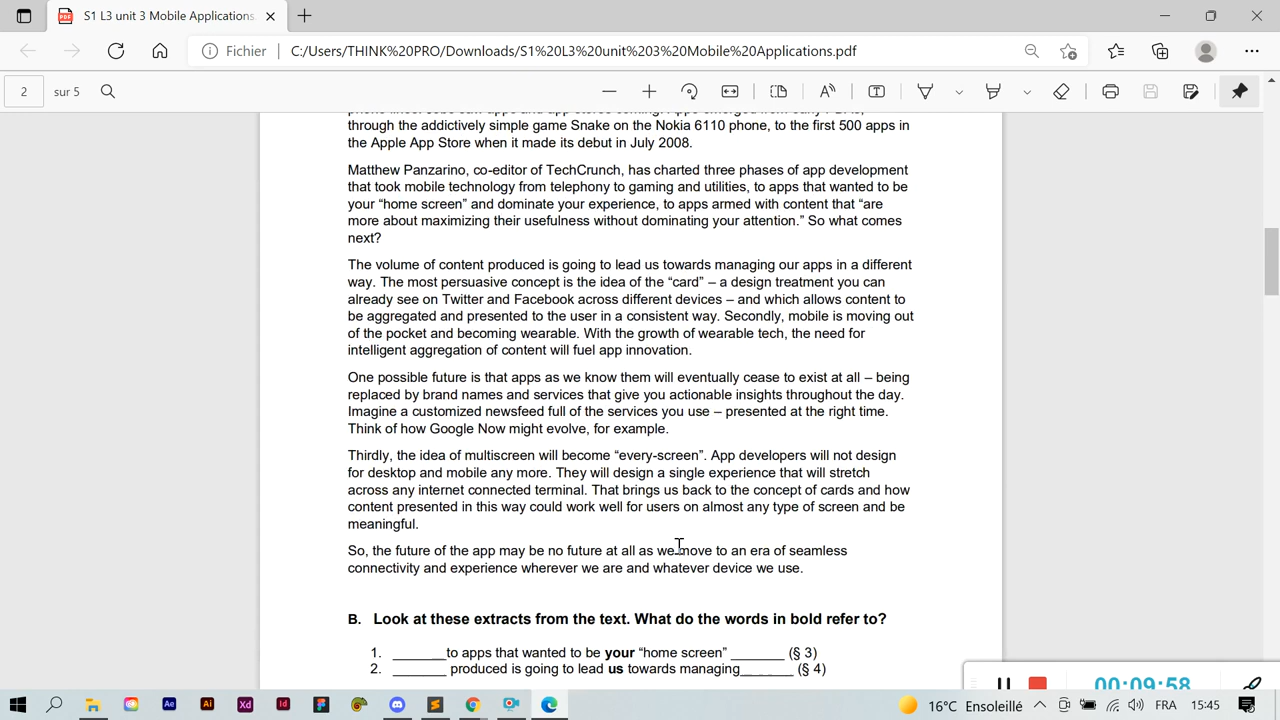 S1 L3 unit 3 Mobile Applications.
Fichier C:/Users/THINK%20PRO/Downloads/S1%20L3%20unit%203%20Mobile%20Applications.pdf
2 sur 5
through the addictively simple game Snake on the Nokia 6110 phone, to the first 500 apps in
the Apple App Store when it made its debut in July 2008.
Matthew Panzarino, co-editor of TechCrunch, has charted three phases of app development
that took mobile technology from telephony to gaming and utilities, to apps that wanted to be
your “home screen” and dominate your experience, to apps armed with content that “are
more about maximizing their usefulness without dominating your attention.” So what comes
next?
The volume of content produced is going to lead us towards managing our apps in a different
way. The most persuasive concept is the idea of the “card” – a design treatment you can
already see on Twitter and Facebook across different devices – and which allows content to
be aggregated and presented to the user in a consistent way. Secondly, mobile is moving out
of the pocket and becoming wearable. With the growth of wearable tech, the need for
intelligent aggregation of content will fuel app innovation.
One possible future is that apps as we know them will eventually cease to exist at all – being
replaced by brand names and services that give you actionable insights throughout the day.
Imagine a customized newsfeed full of the services you use – presented at the right time.
Think of how Google Now might evolve, for example.
Thirdly, the idea of multiscreen will become “every-screen”. App developers will not design
for desktop and mobile any more. They will design a single experience that will stretch
across any internet connected terminal. That brings us back to the concept of cards and how
content presented in this way could work well for users on almost any type of screen and be
meaningful.
So, the future of the app may be no future at all as we move to an era of seamless
connectivity and experience wherever we are and whatever device we use.
B. Look at these extracts from the text. What do the words in bold refer to?
1. _______to apps that wanted to be your “home screen” _______ (§ 3)
2. _______ produced is going to lead us towards managing_______ (§ 4)
00:09:58
Ae Ai Xd Id 16°C Ensoleillé FRA 15:45